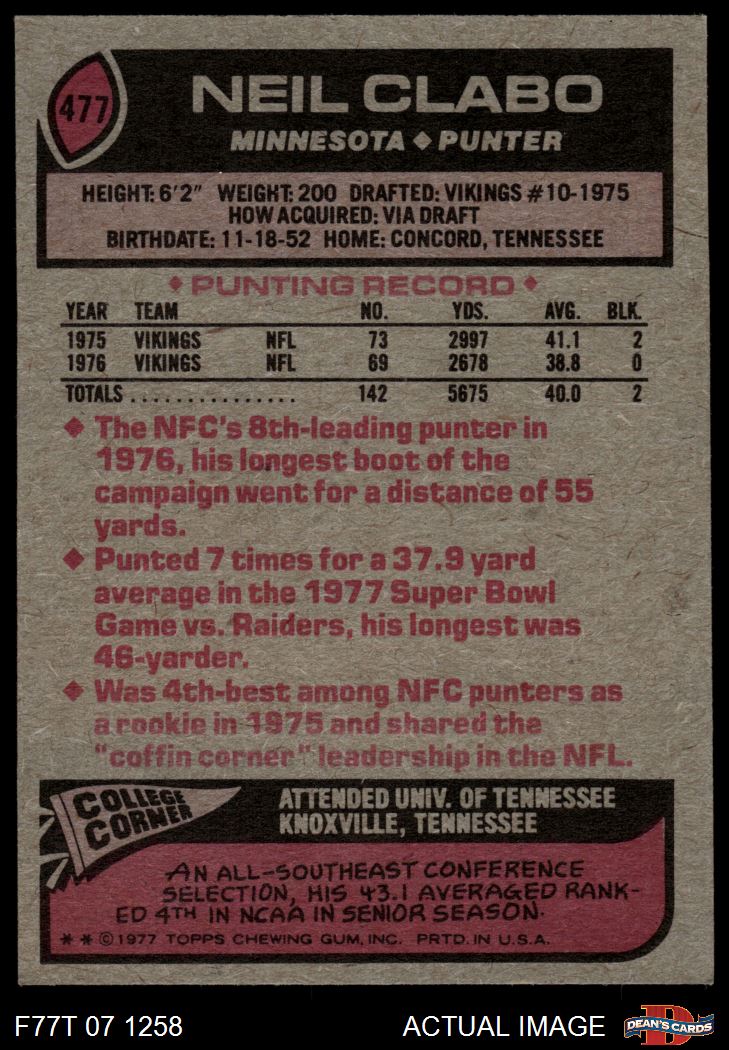 477
NEIL CLABO
MINNESOTA ◆ PUNTER
HEIGHT: 6'2" WEIGHT: 200 DRAFTED: VIKINGS #10-1975
HOW ACQUIRED: VIA DRAFT
BIRTHDATE: 11-18-52 HOME: CONCORD, TENNESSEE
◆ PUNTING RECORD ◆
YEAR TEAM NO. YDS. AVG. BLK.
1975 VIKINGS NFL 73 2997 41.1 2
1976 VIKINGS NFL 69 2678 38.8 0
TOTALS ............... 142 5675 40.0 2
◆ The NFC's 8th-leading punter in
1976, his longest boot of the
campaign went for a distance of 55
yards.
◆ Punted 7 times for a 37.9 yard
average in the 1977 Super Bowl
Game vs. Raiders, his longest was
46-yarder.
◆ Was 4th-best among NFC punters as
a rookie in 1975 and shared the
"coffin corner" leadership in the NFL.
COLLEGE
CORNER
ATTENDED UNIV. OF TENNESSEE
KNOXVILLE, TENNESSEE
AN ALL-SOUTHEAST CONFERENCE
SELECTION, HIS 43.1 AVERAGED RANK-
ED 4TH IN NCAA IN SENIOR SEASON.
* * © 1977 TOPPS CHEWING GUM, INC. PRTD. IN U.S.A.
F77T 07 1258 ACTUAL IMAGE
DEAN'S CARDS